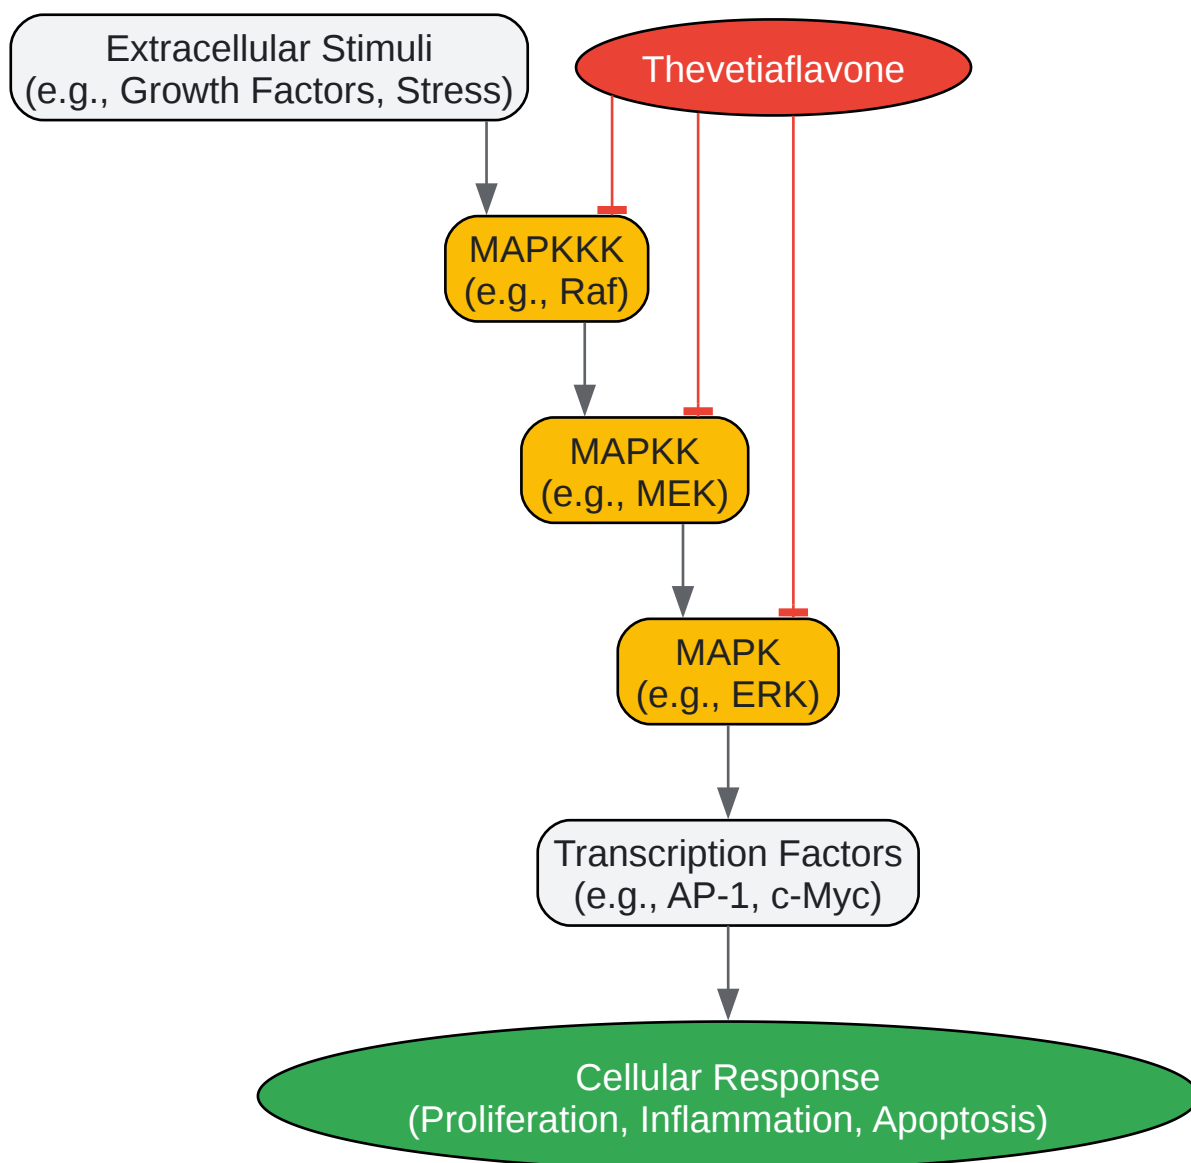 Extracellular Stimuli
(e.g., Growth Factors, Stress)
Thevetiaflavone
MAPKKK
(e.g., Raf)
MAPKK
(e.g., MEK)
MAPK
(e.g., ERK)
Transcription Factors
(e.g., AP-1, c-Myc)
Cellular Response
(Proliferation, Inflammation, Apoptosis)